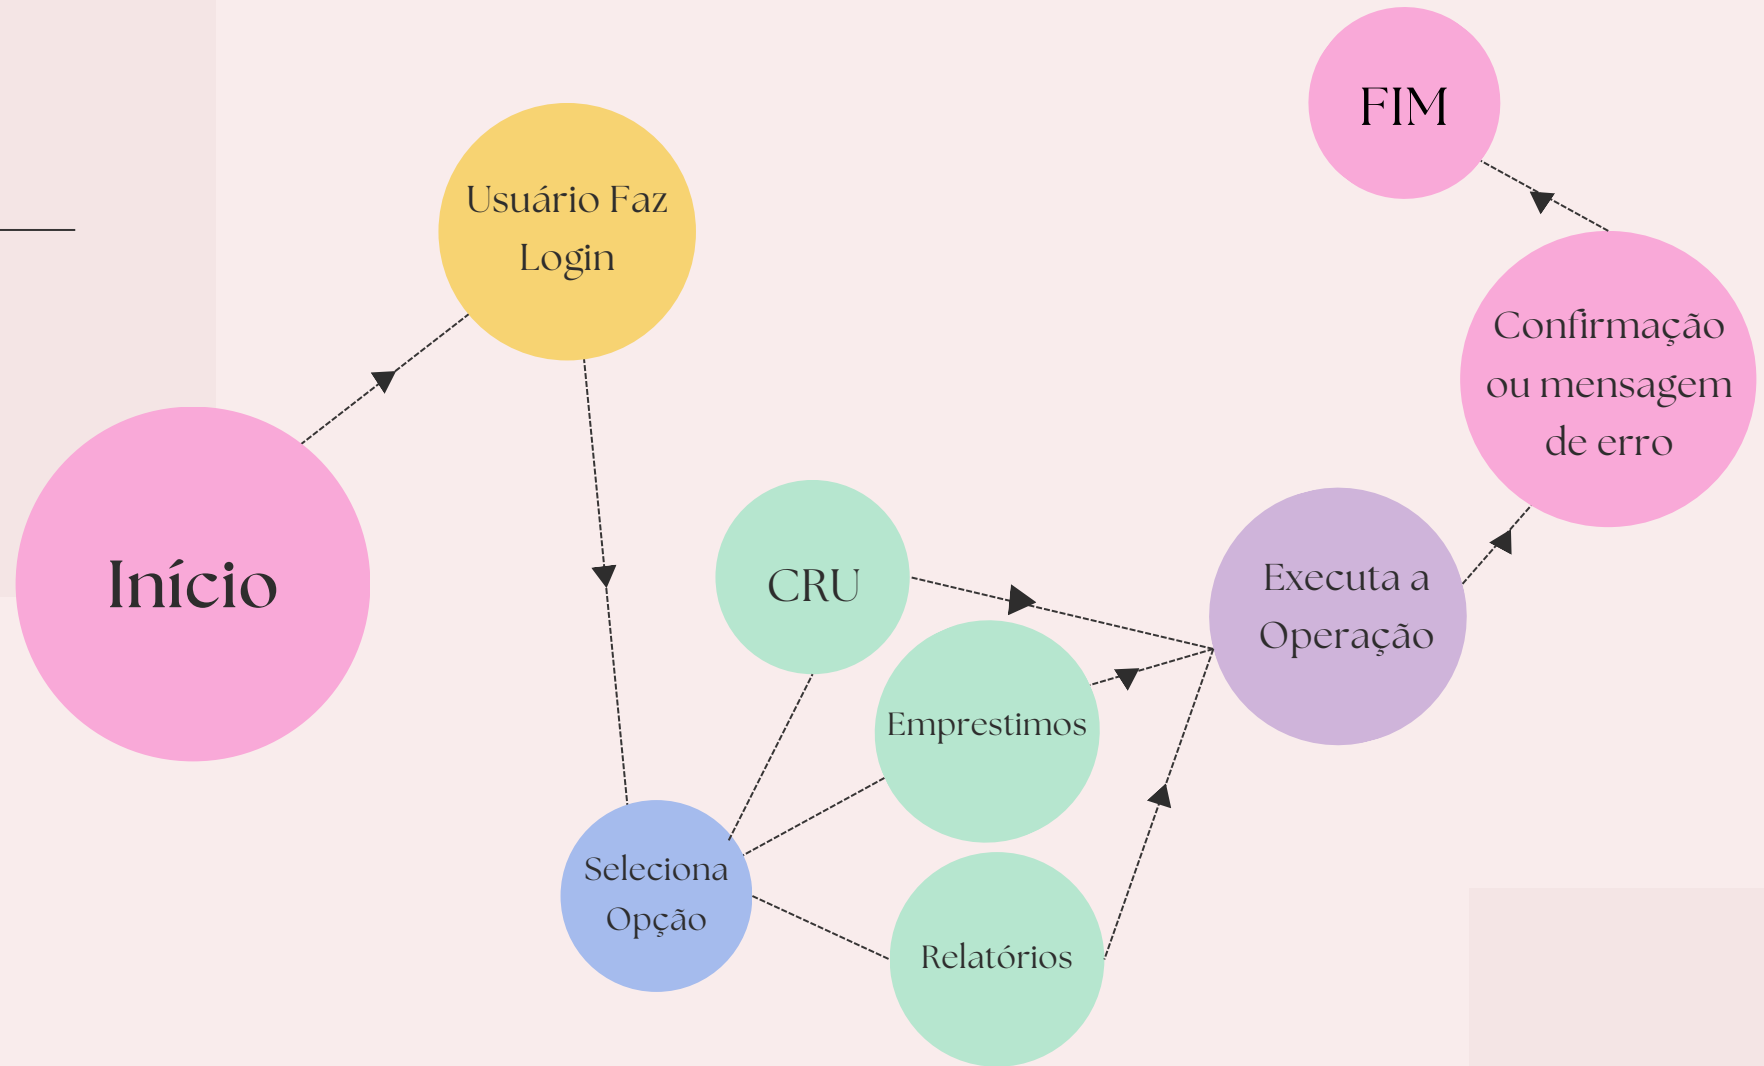 Início
Usuário Faz
Login
Seleciona
Opção
CRU
Emprestimos
Relatórios
Executa a
Operação
Confirmação
ou mensagem
de erro
FIM